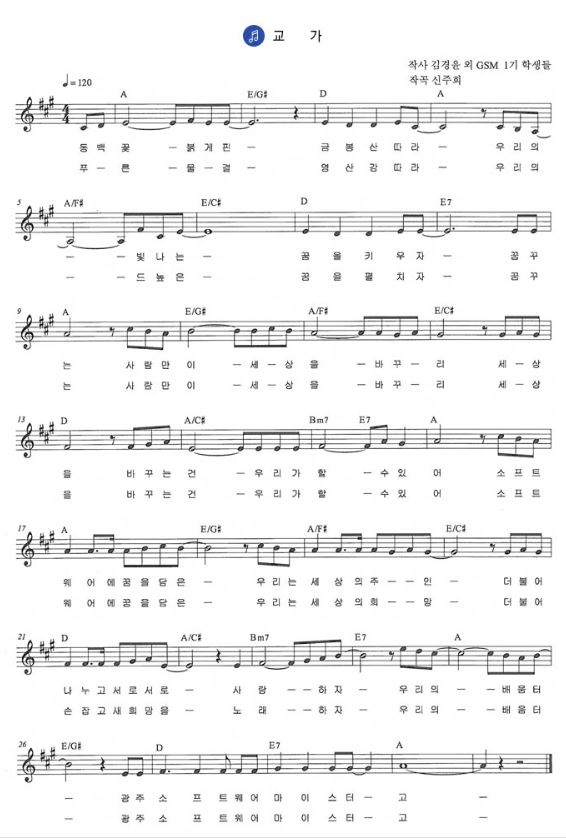 교 가
작사 김경윤 외 GSM 1기 학생들
♩=120
작곡 신주희
A E/G# D A
동 백 꽃 – 붉 게 핀 – 금 봉 산 따 라 – 우 리 의
푸 – 른 – 물 – 결 – 영 산 강 따 라 – 우 리 의
5 A/F# E/C# D E7
– – 빛 나 는 – 꿈 을 키 우 자 – 꿈 꾸
– – 드 높 은 – 꿈 을 펼 치 자 – 꿈 꾸
9 A E/G# A/F# E/C#
는 사 람 만 이 – 세 – 상 을 – 바 꾸 – 리 세 – 상
는 사 람 만 이 – 세 – 상 을 – 바 꾸 – 리 세 – 상
13 D A/C# Bm7 E7 A
을 바 꾸 는 건 – 우 리 가 할 – 수 있 어 소 프 트
을 바 꾸 는 건 – 우 리 가 할 – 수 있 어 소 프 트
17 A E/G# A/F# E/C#
웨 어 에 꿈 을 담 은 – 우 리 는 세 상 의 주 – – 인 – 더 불 어
웨 어 에 꿈 을 담 은 – 우 리 는 세 상 의 희 – – 망 – 더 불 어
21 D A/C# Bm7 E7 A
나 누 고 서 로 서 로 – 사 랑 – – 하 자 – 우 리 의 – 배 움 터
손 잡 고 새 희 망 을 – 노 래 – – 하 자 – 우 리 의 – 배 움 터
26 E/G# D Bm7 E7 A
– 광 주 소 프 트 웨 어 마 이 스 터 – 고 –
– 광 주 소 프 트 웨 어 마 이 스 터 – 고 –